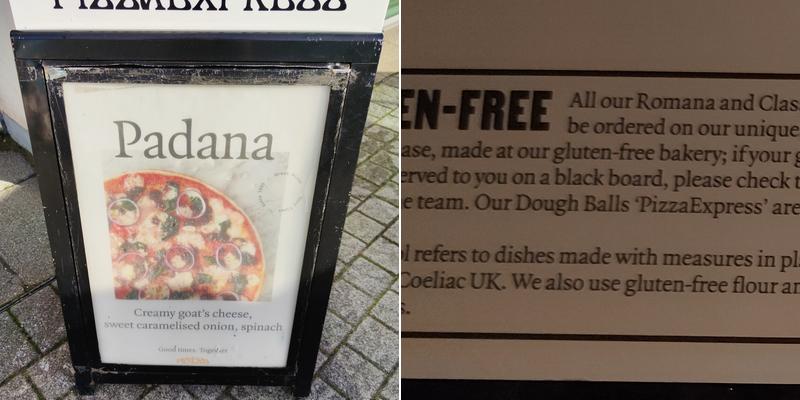 PIZZAEXPRESS
Padana
Creamy goat's cheese,
sweet caramelised onion, spinach
Good times. Together
EN-FREE
All our Romana and Clas
be ordered on our unique
ase, made at our gluten-free bakery; if your g
erved to you on a black board, please check t
e team. Our Dough Balls 'PizzaExpress' are
ol refers to dishes made with measures in pl
Coeliac UK. We also use gluten-free flour an
s.